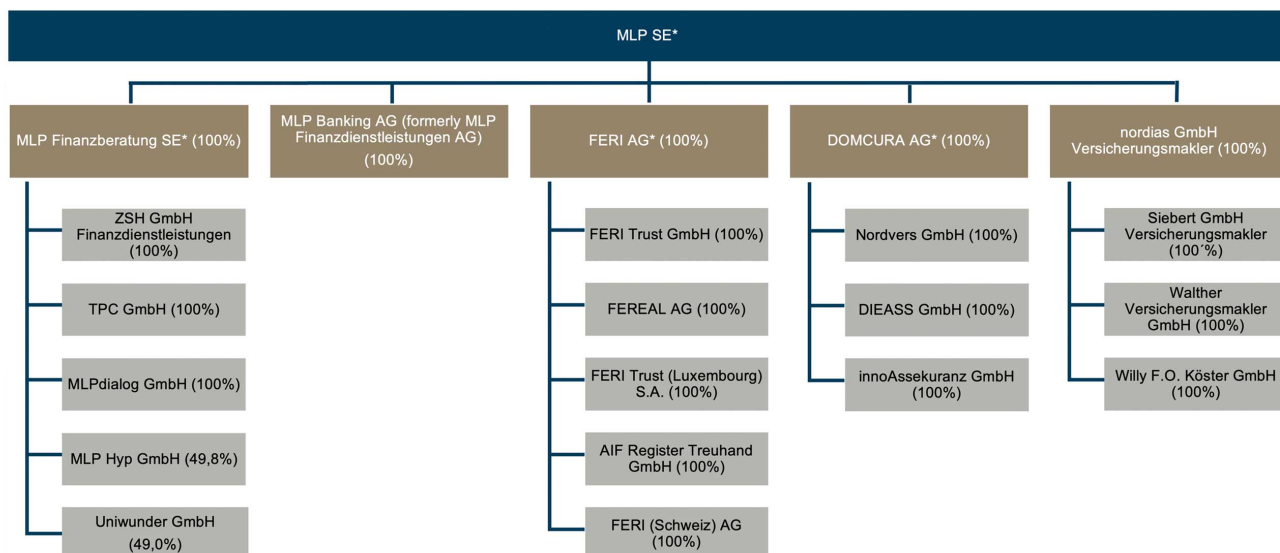 MLP SE*
MLP Finanzberatung SE* (100%)
MLP Banking AG (formerly MLP
Finanzdienstleistungen AG)
(100%)
FERI AG* (100%)
DOMCURA AG* (100%)
nordias GmbH
Versicherungsmakler (100%)
ZSH GmbH
Finanzdienstleistungen
(100%)
TPC GmbH (100%)
MLPdialog GmbH (100%)
MLP Hyp GmbH (49,8%)
Uniwunder GmbH
(49,0%)
FERI Trust GmbH (100%)
FEREAL AG (100%)
FERI Trust (Luxembourg)
S.A. (100%)
AIF Register Treuhand
GmbH (100%)
FERI (Schweiz) AG
(100%)
Nordvers GmbH (100%)
DIEASS GmbH (100%)
innoAssekuranz GmbH
(100%)
Siebert GmbH
Versicherungsmakler
(100´%)
Walther
Versicherungsmakler
GmbH (100%)
Willy F.O. Köster GmbH
(100%)